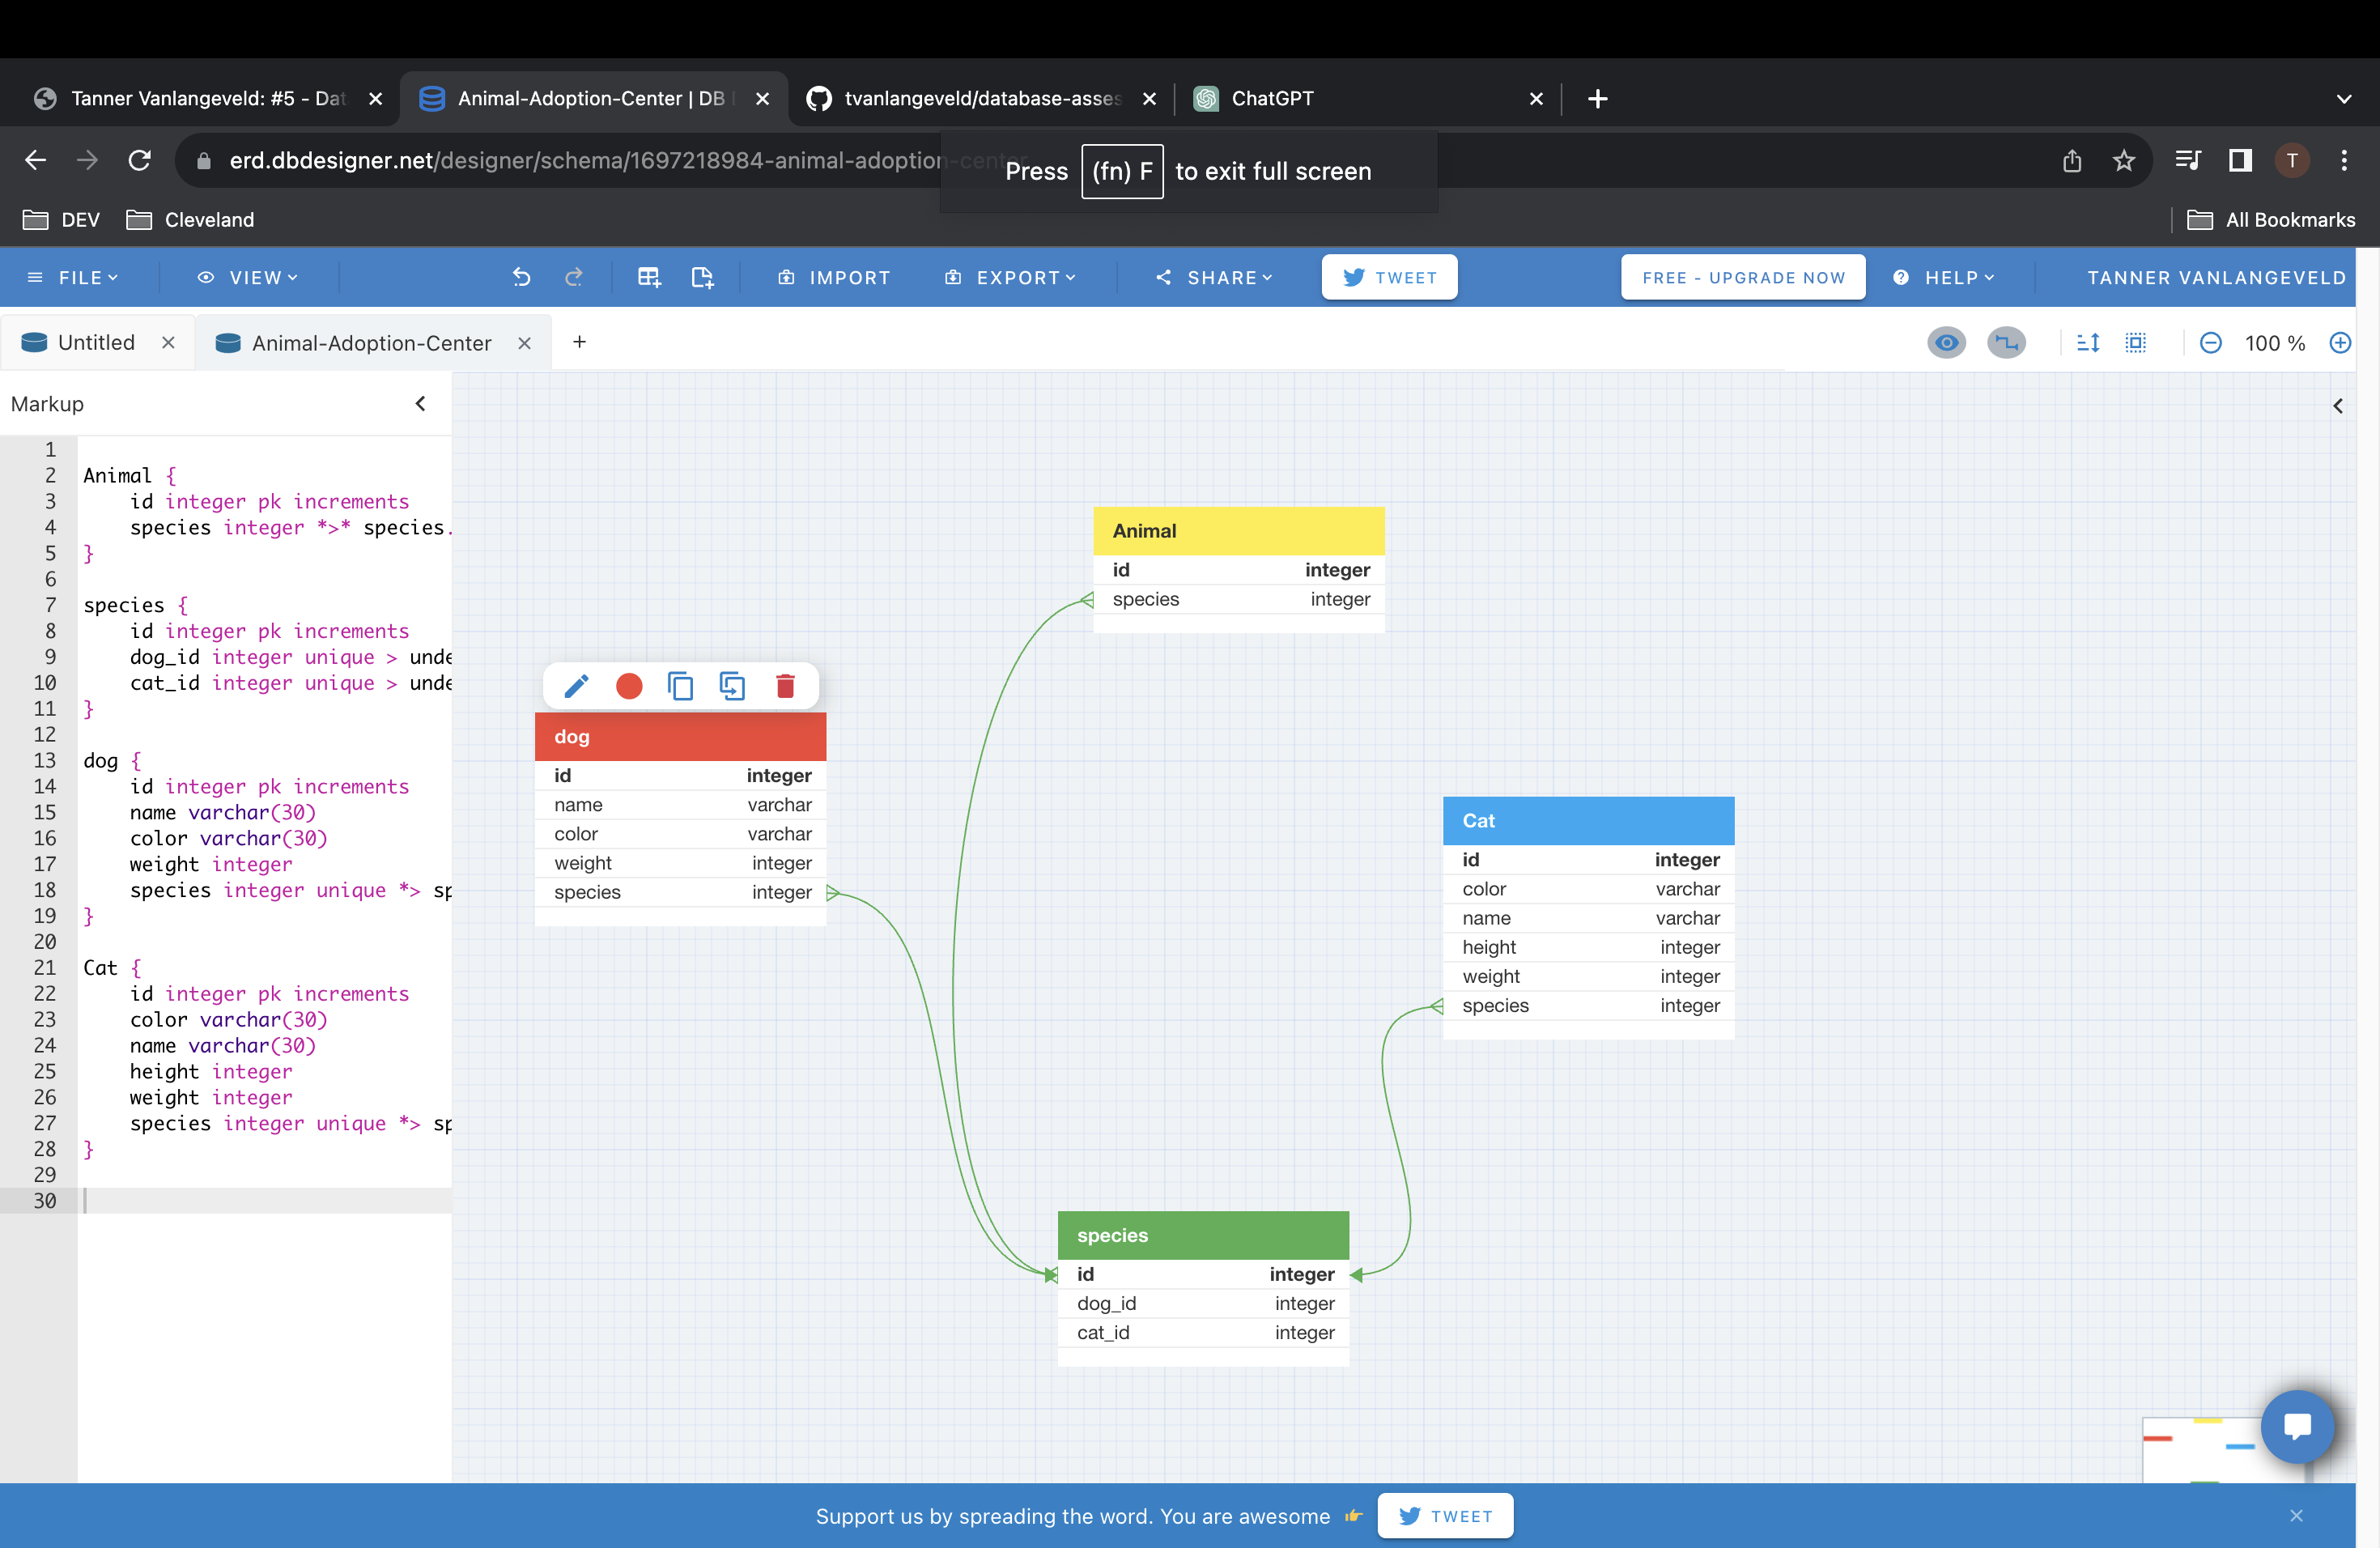 Tanner Vanlangeveld: #5 - Dat
Animal-Adoption-Center | DB
tvanlangeveld/database-asses
ChatGPT
erd.dbdesigner.net/designer/schema/1697218984-animal-adoption-center
Press (fn) F to exit full screen
T
DEV
Cleveland
All Bookmarks
FILE
VIEW
IMPORT
EXPORT
SHARE
TWEET
FREE - UPGRADE NOW
HELP
TANNER VANLANGEVELD
Untitled
Animal-Adoption-Center
100 %
Markup
1
2 Animal {
3 id integer pk increments
4 species integer *>* species.
5 }
6
7 species {
8 id integer pk increments
9 dog_id integer unique > unde
10 cat_id integer unique > unde
11 }
12
13 dog {
14 id integer pk increments
15 name varchar(30)
16 color varchar(30)
17 weight integer
18 species integer unique *> sp
19 }
20
21 Cat {
22 id integer pk increments
23 color varchar(30)
24 name varchar(30)
25 height integer
26 weight integer
27 species integer unique *> sp
28 }
29
30
Animal
id integer
species integer
dog
id integer
name varchar
color varchar
weight integer
species integer
Cat
id integer
color varchar
name varchar
height integer
weight integer
species integer
species
id integer
dog_id integer
cat_id integer
Support us by spreading the word. You are awesome
TWEET